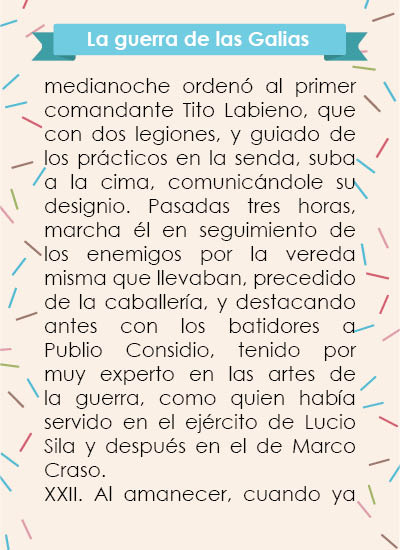 La guerra de las Galias
medianoche ordenó al primer
comandante Tito Labieno, que
con dos legiones, y guiado de
los prácticos en la senda, suba
a la cima, comunicándole su
designio. Pasadas tres horas,
marcha él en seguimiento de
los enemigos por la vereda
misma que llevaban, precedido
de la caballería, y destacando
antes con los batidores a
Publio Considio, tenido por
muy experto en las artes de
la guerra, como quien había
servido en el ejército de Lucio
Sila y después en el de Marco
Craso.
XXII. Al amanecer, cuando ya